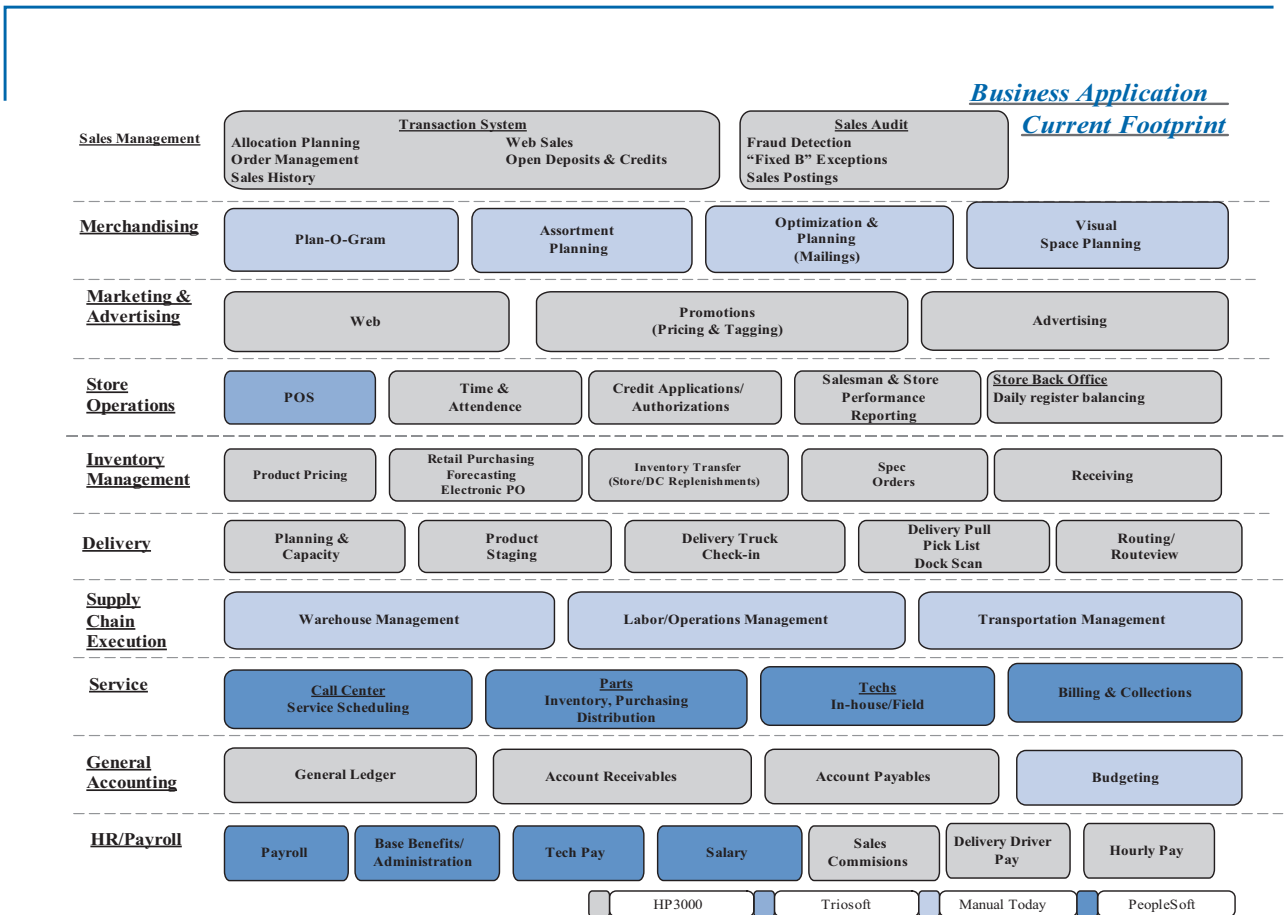 Business Application
Current Footprint
Sales Management
Transaction System
Allocation Planning
Order Management
Sales History
Web Sales
Open Deposits & Credits
Sales Audit
Fraud Detection
“Fixed B” Exceptions
Sales Postings
Merchandising
Plan-O-Gram
Assortment
Planning
Optimization &
Planning
(Mailings)
Visual
Space Planning
Marketing &
Advertising
Web
Promotions
(Pricing & Tagging)
Advertising
Store
Operations
POS
Time &
Attendence
Credit Applications/
Authorizations
Salesman & Store
Performance
Reporting
Store Back Office
Daily register balancing
Inventory
Management
Product Pricing
Retail Purchasing
Forecasting
Electronic PO
Inventory Transfer
(Store/DC Replenishments)
Spec
Orders
Receiving
Delivery
Planning &
Capacity
Product
Staging
Delivery Truck
Check-in
Delivery Pull
Pick List
Dock Scan
Routing/
Routeview
Supply
Chain
Execution
Warehouse Management
Labor/Operations Management
Transportation Management
Service
Call Center
Service Scheduling
Parts
Inventory, Purchasing
Distribution
Techs
In-house/Field
Billing & Collections
General
Accounting
General Ledger
Account Receivables
Account Payables
Budgeting
HR/Payroll
Payroll
Base Benefits/
Administration
Tech Pay
Salary
Sales
Commisions
Delivery Driver
Pay
Hourly Pay
HP3000
Triosoft
Manual Today
PeopleSoft